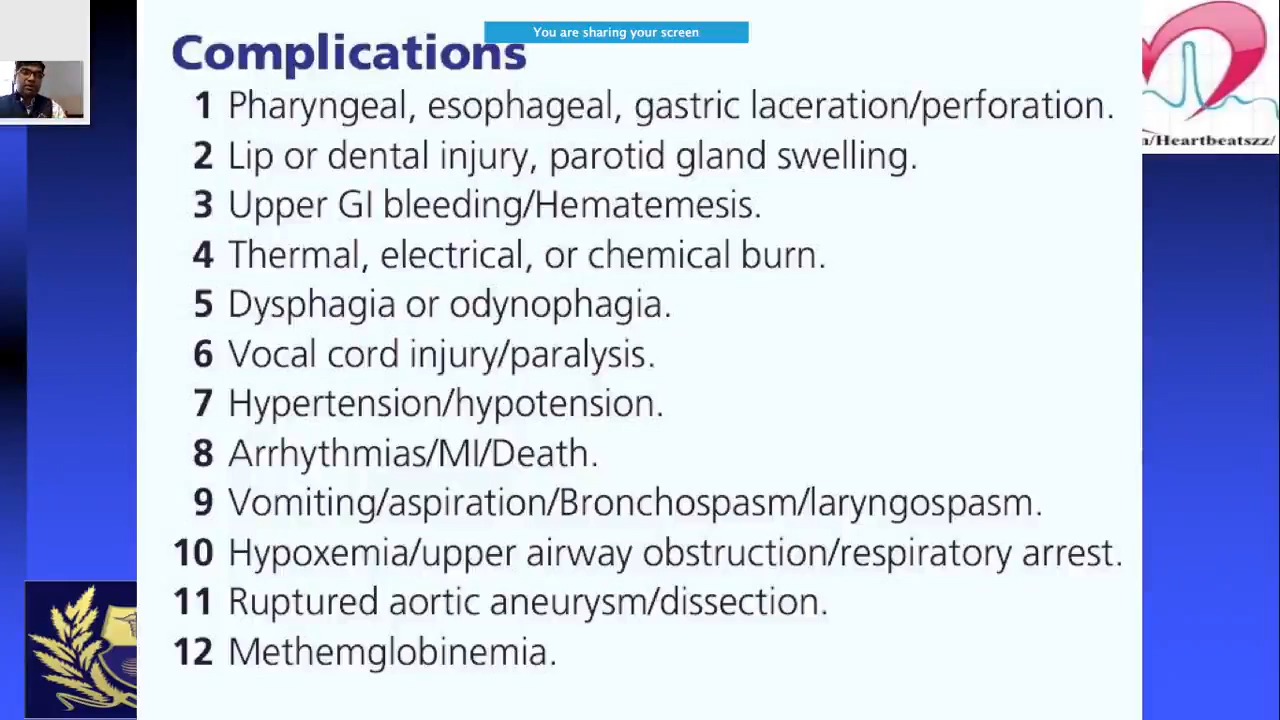 You are sharing your screen
Complications
1 Pharyngeal, esophageal, gastric laceration/perforation.
2 Lip or dental injury, parotid gland swelling.
3 Upper GI bleeding/Hematemesis.
4 Thermal, electrical, or chemical burn.
5 Dysphagia or odynophagia.
6 Vocal cord injury/paralysis.
7 Hypertension/hypotension.
8 Arrhythmias/MI/Death.
9 Vomiting/aspiration/Bronchospasm/laryngospasm.
10 Hypoxemia/upper airway obstruction/respiratory arrest.
11 Ruptured aortic aneurysm/dissection.
12 Methemglobinemia.
/Heartbeatszz/